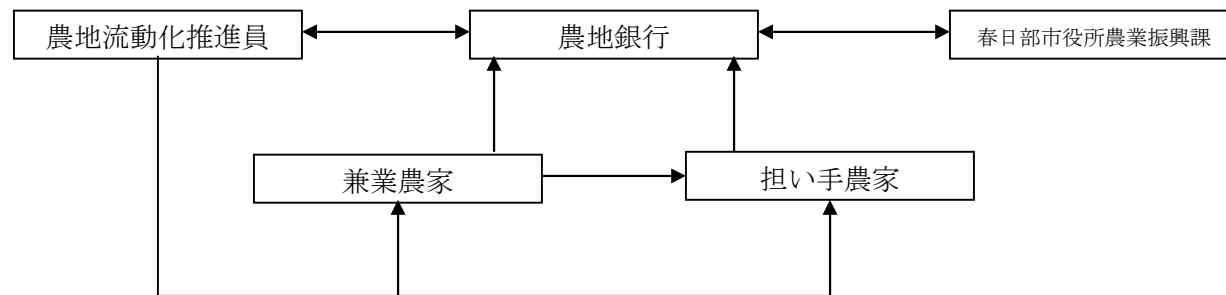 農地流動化推進員
農地銀行
春日部市役所農業振興課
兼業農家
担い手農家